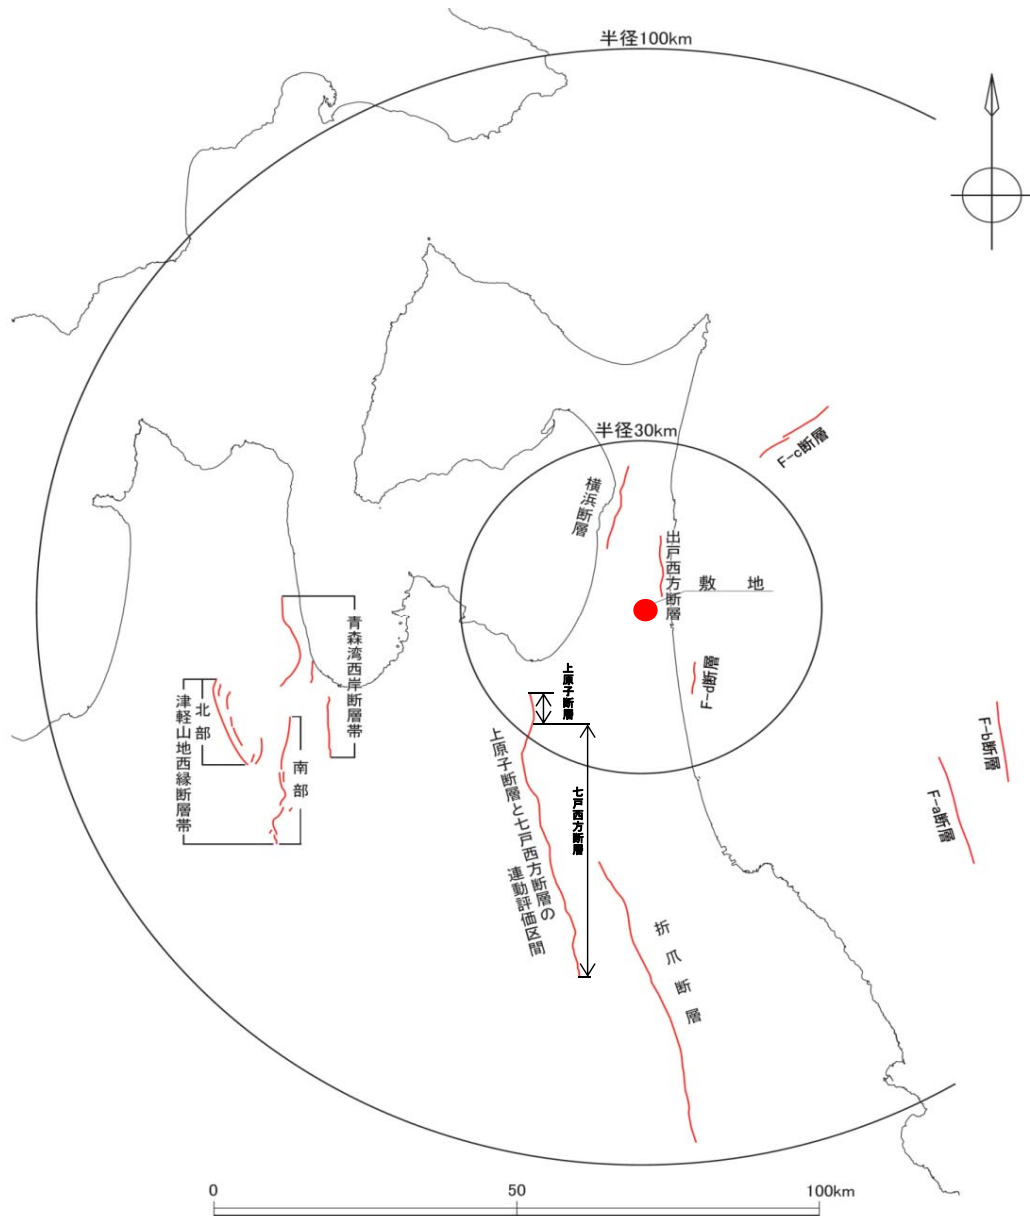 半径100km
半径30km
F-c断層
横浜断層
出戸西方断層
敷 地
F-d断層
青森湾西岸断層帯
津軽山地西縁断層帯
北部
南部
上原子断層
七戸西方断層
上原子断層と七戸西方断層の
連動評価区間
F-b断層
F-a断層
折爪断層
0
50
100km